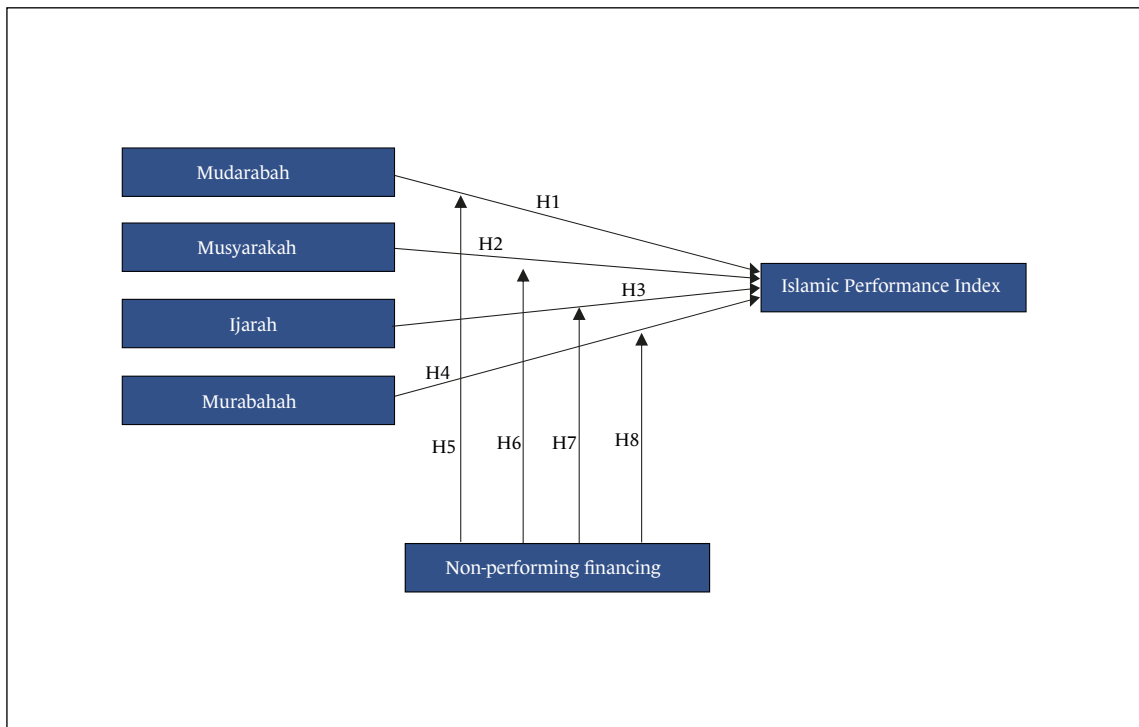 Mudarabah
H1
Musyarakah
H2
Islamic Performance Index
Ijarah
H3
Murabahah
H4
H5
H6
H7
H8
Non-performing financing